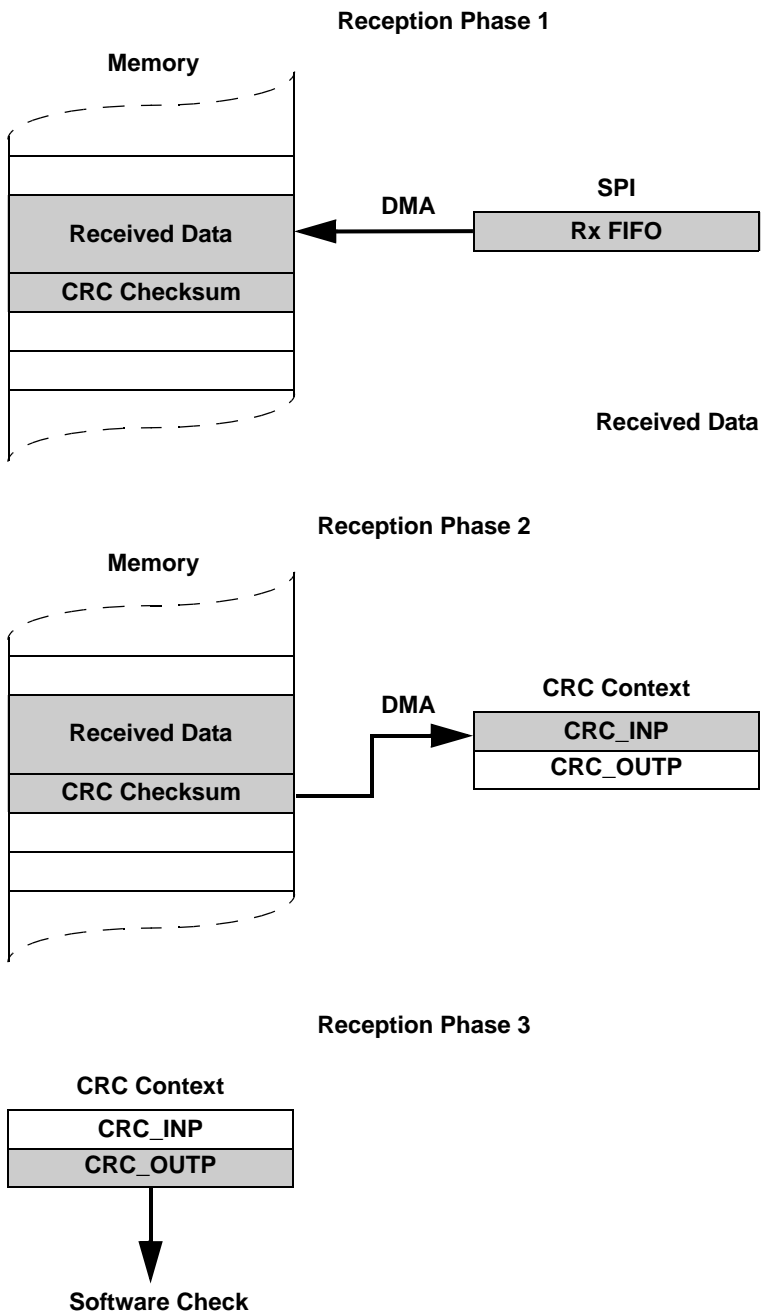 Reception Phase 1
Memory
SPI
DMA
Rx FIFO
Received Data
CRC Checksum
Received Data
Reception Phase 2
Memory
CRC Context
DMA
CRC_INP
Received Data
CRC_OUTP
CRC Checksum
Reception Phase 3
CRC Context
CRC_INP
CRC_OUTP
Software Check